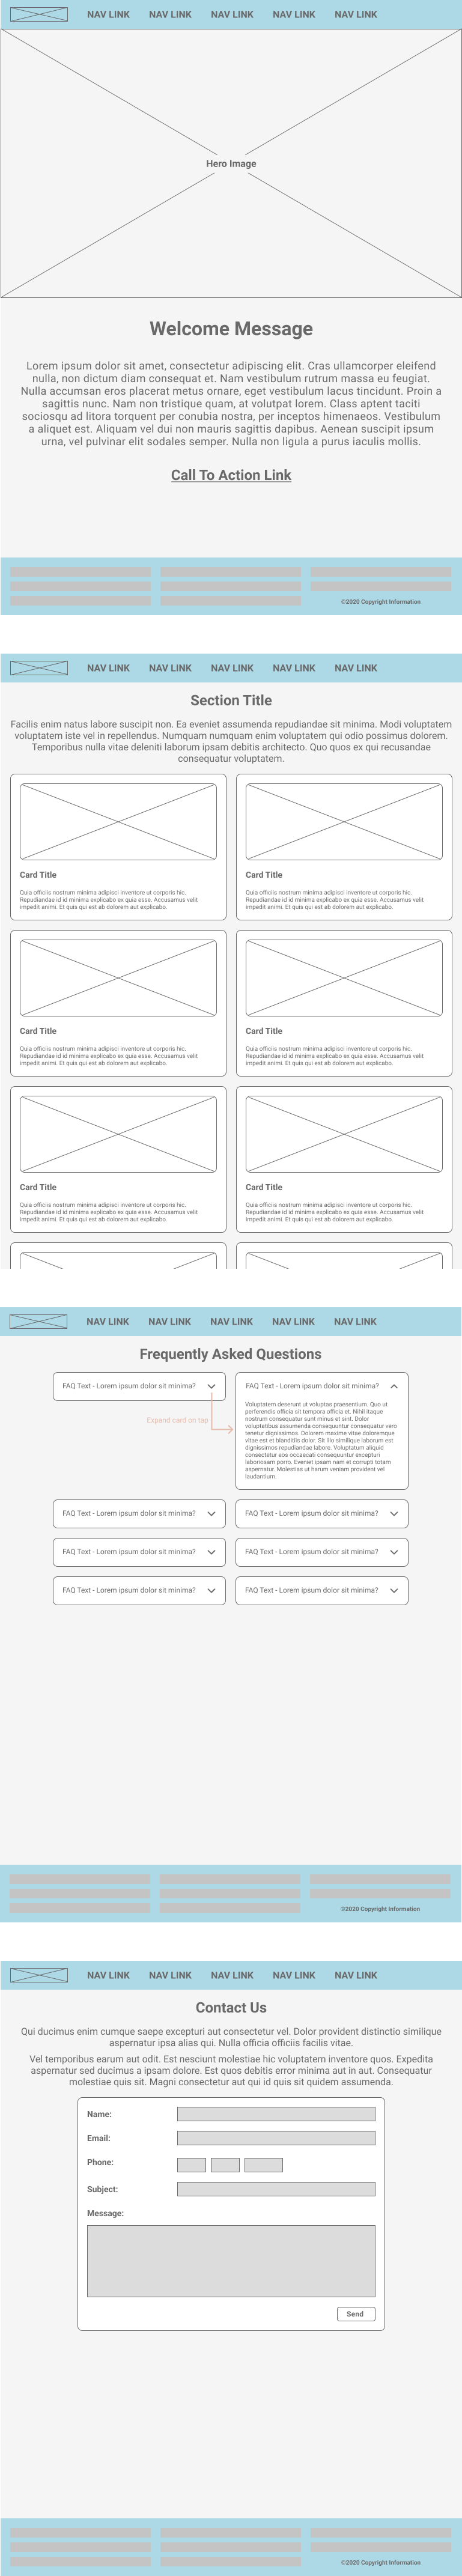 NAV LINK NAV LINK NAV LINK NAV LINK NAV LINK
Hero Image
Welcome Message
Lorem ipsum dolor sit amet, consectetur adipiscing elit. Cras ullamcorper eleifend
nulla, non dictum diam consequat et. Nam vestibulum rutrum massa eu feugiat.
Nulla accumsan eros placerat metus ornare, eget vestibulum lacus tincidunt. Proin a
sagittis nunc. Nam non tristique quam, at volutpat lorem. Class aptent taciti
sociosqu ad litora torquent per conubia nostra, per inceptos himenaeos. Vestibulum
a aliquet est. Aliquam vel dui non mauris sagittis dapibus. Aenean suscipit ipsum
urna, vel pulvinar elit sodales semper. Nulla non ligula a purus iaculis mollis.
Call To Action Link
©2020 Copyright Information
NAV LINK NAV LINK NAV LINK NAV LINK NAV LINK
Section Title
Facilis enim natus labore suscipit non. Ea eveniet assumenda repudiandae sit minima. Modi voluptatem
voluptatem iste vel in repellendus. Numquam numquam enim voluptatem qui odio possimus dolorem.
Temporibus nulla vitae deleniti laborum ipsam debitis architecto. Quo quos ex qui recusandae
consequatur voluptatem.
Card Title
Quia officiis nostrum minima adipisci inventore ut corporis hic.
Repudiandae id id minima explicabo ex quia esse. Accusamus velit
impedit animi. Et quis qui est ab dolorem aut explicabo.
Card Title
Quia officiis nostrum minima adipisci inventore ut corporis hic.
Repudiandae id id minima explicabo ex quia esse. Accusamus velit
impedit animi. Et quis qui est ab dolorem aut explicabo.
Card Title
Quia officiis nostrum minima adipisci inventore ut corporis hic.
Repudiandae id id minima explicabo ex quia esse. Accusamus velit
impedit animi. Et quis qui est ab dolorem aut explicabo.
Card Title
Quia officiis nostrum minima adipisci inventore ut corporis hic.
Repudiandae id id minima explicabo ex quia esse. Accusamus velit
impedit animi. Et quis qui est ab dolorem aut explicabo.
Card Title
Quia officiis nostrum minima adipisci inventore ut corporis hic.
Repudiandae id id minima explicabo ex quia esse. Accusamus velit
impedit animi. Et quis qui est ab dolorem aut explicabo.
Card Title
Quia officiis nostrum minima adipisci inventore ut corporis hic.
Repudiandae id id minima explicabo ex quia esse. Accusamus velit
impedit animi. Et quis qui est ab dolorem aut explicabo.
NAV LINK NAV LINK NAV LINK NAV LINK NAV LINK
Frequently Asked Questions
FAQ Text - Lorem ipsum dolor sit minima?
Expand card on tap
FAQ Text - Lorem ipsum dolor sit minima?
Voluptatem deserunt ut voluptas praesentium. Quo ut
perferendis officia sit tempora officia et. Nihil itaque
nostrum consequatur sunt minus et sint. Dolor
voluptatibus assumenda consequuntur consequatur vero
tenetur dignissimos. Dolorem maxime vitae doloremque
vitae est et blanditiis dolor. Sit illo similique laborum est
dignissimos repudiandae labore. Voluptatum aliquid
consectetur eos occaecati consequuntur excepturi
laboriosam porro. Eveniet ipsam nam et corrupti totam
aspernatur. Molestias ut harum veniam provident vel
laudantium.
FAQ Text - Lorem ipsum dolor sit minima?
FAQ Text - Lorem ipsum dolor sit minima?
FAQ Text - Lorem ipsum dolor sit minima?
FAQ Text - Lorem ipsum dolor sit minima?
FAQ Text - Lorem ipsum dolor sit minima?
FAQ Text - Lorem ipsum dolor sit minima?
©2020 Copyright Information
NAV LINK NAV LINK NAV LINK NAV LINK NAV LINK
Contact Us
Qui ducimus enim cumque saepe excepturi aut consectetur vel. Dolor provident distinctio similique
aspernatur ipsa alias qui. Nulla officia officiis facilis vitae.
Vel temporibus earum aut odit. Est nesciunt molestiae hic voluptatem inventore quos. Expedita
aspernatur sed ducimus a ipsam dolore. Est quos debitis error minima aut in aut. Consequatur
molestiae quis sit. Magni consectetur aut qui id quis sit quidem assumenda.
Name:
Email:
Phone:
Subject:
Message:
Send
©2020 Copyright Information